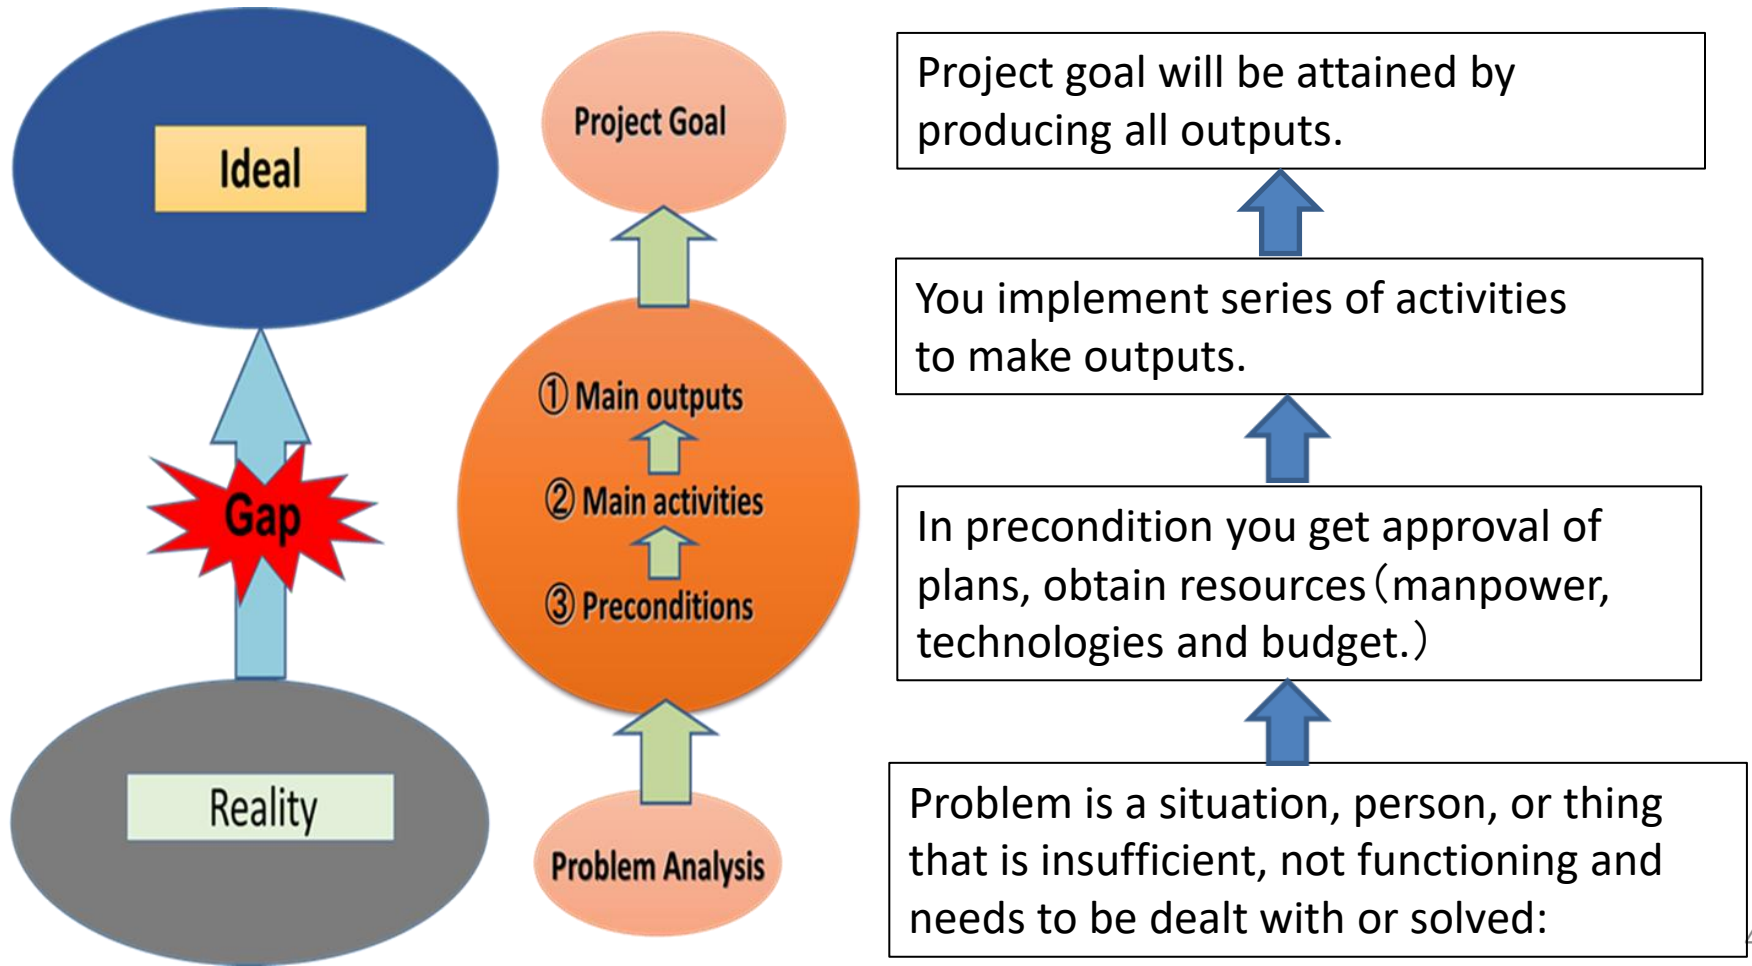 Ideal
Gap
Reality
Project Goal
① Main outputs
② Main activities
③ Preconditions
Problem Analysis
Project goal will be attained by
producing all outputs.
You implement series of activities
to make outputs.
In precondition you get approval of
plans, obtain resources（manpower,
technologies and budget.）
Problem is a situation, person, or thing
that is insufficient, not functioning and
needs to be dealt with or solved: